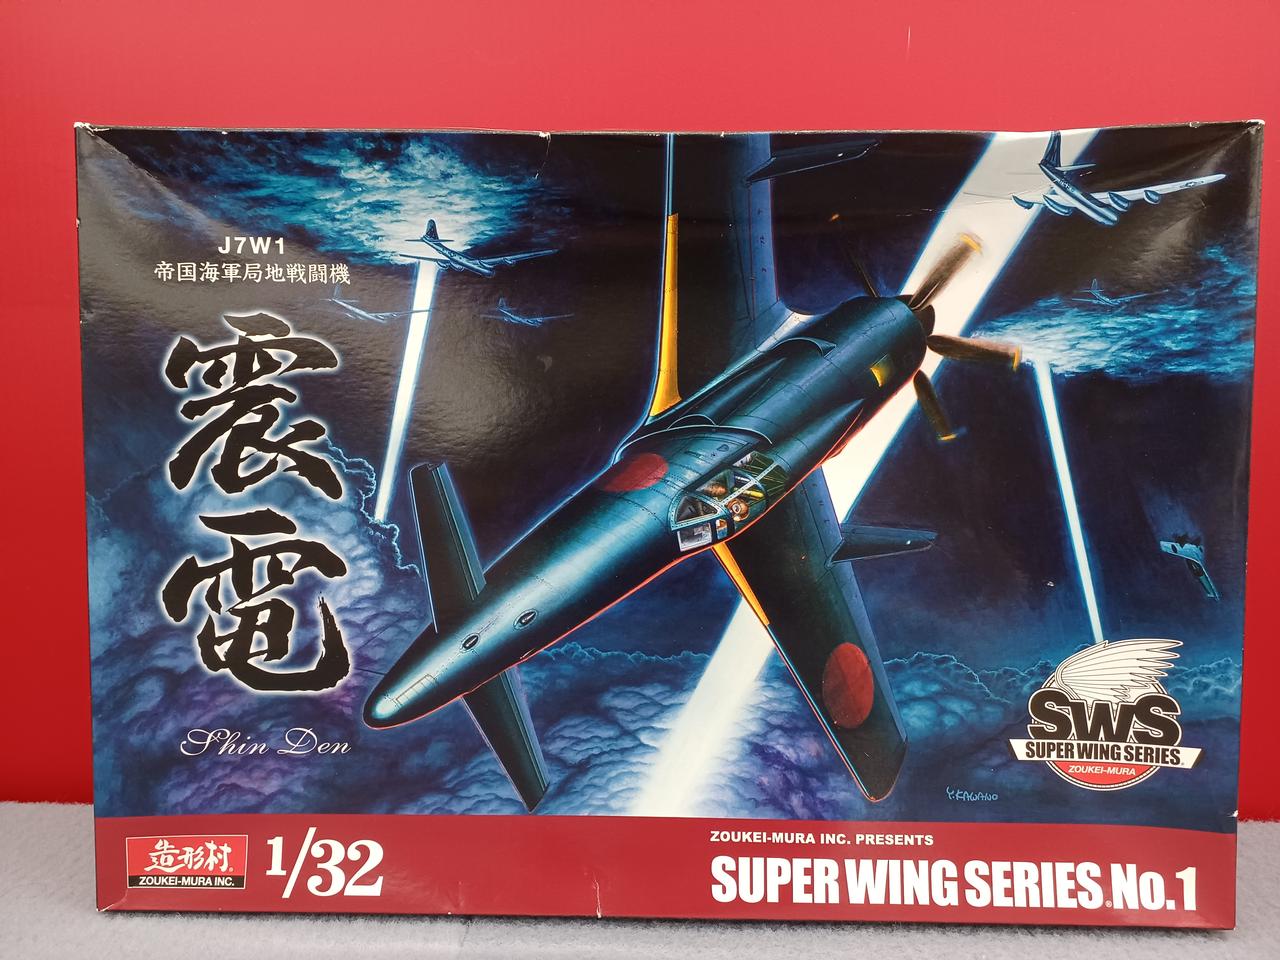 J7W1
帝国海軍局地戦闘機
震電
Shin Den
Y.KAWANO
SWS
SUPER WING SERIES
ZOUKEI-MURA
造形村
ZOUKEI-MURA INC.
1/32
ZOUKEI-MURA INC. PRESENTS
SUPER WING SERIES® No.1